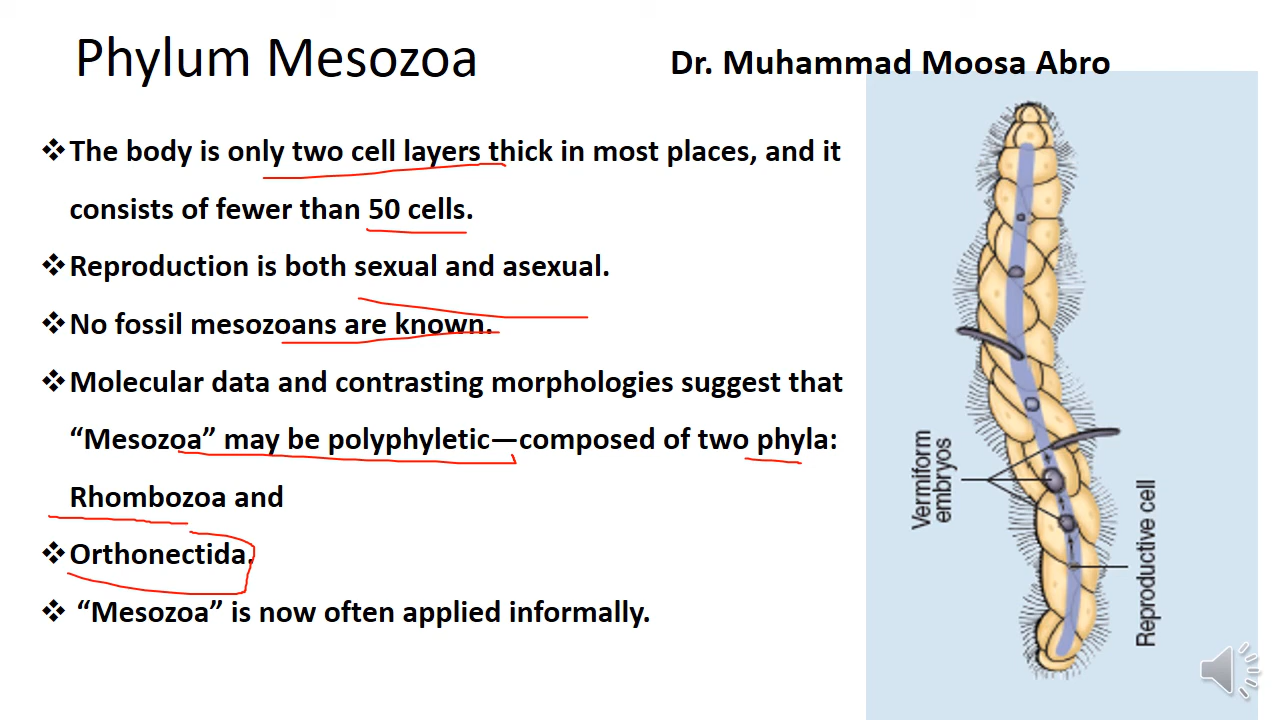 Phylum Mesozoa
Dr. Muhammad Moosa Abro
❖The body is only two cell layers thick in most places, and it
consists of fewer than 50 cells.
❖Reproduction is both sexual and asexual.
❖No fossil mesozoans are known.
❖Molecular data and contrasting morphologies suggest that
“Mesozoa” may be polyphyletic—composed of two phyla:
Rhombozoa and
❖Orthonectida.
❖ “Mesozoa” is now often applied informally.
Vermiform
embryos
Reproductive cell